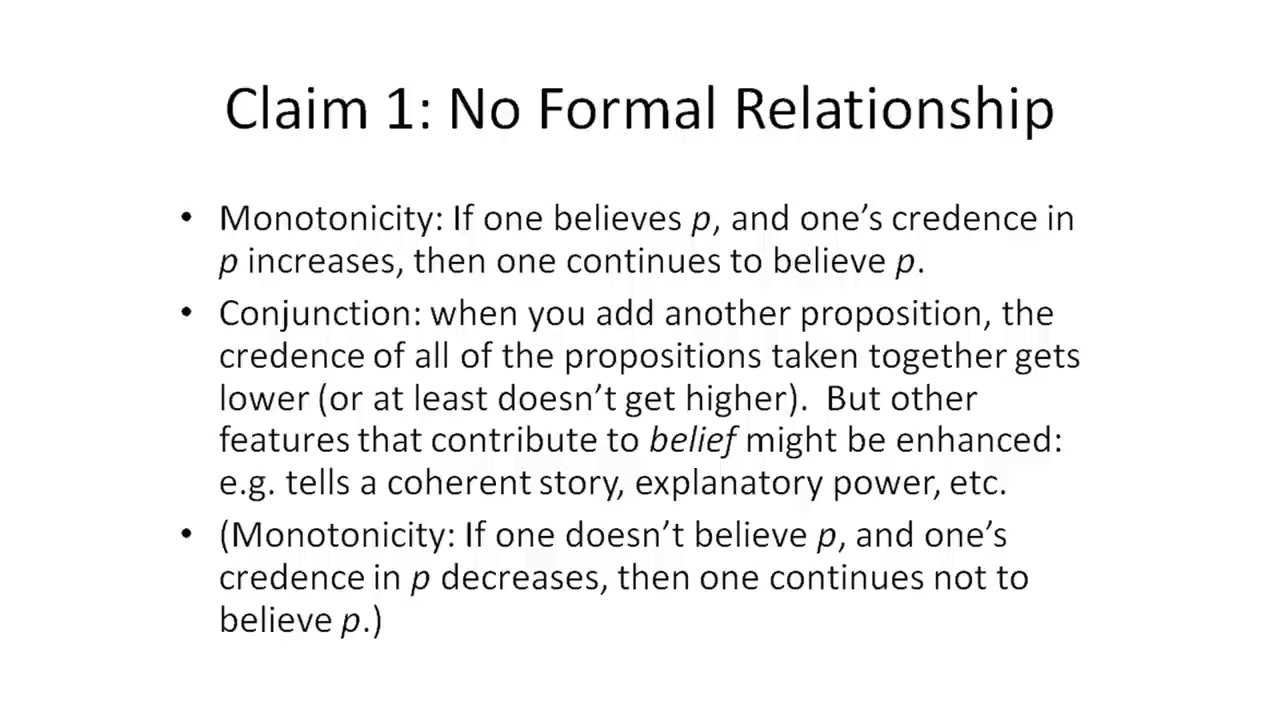 Claim 1: No Formal Relationship
• Monotonicity: If one believes p, and one’s credence in
p increases, then one continues to believe p.
• Conjunction: when you add another proposition, the
credence of all of the propositions taken together gets
lower (or at least doesn’t get higher).  But other
features that contribute to belief might be enhanced:
e.g. tells a coherent story, explanatory power, etc.
• (Monotonicity: If one doesn’t believe p, and one’s
credence in p decreases, then one continues not to
believe p.)